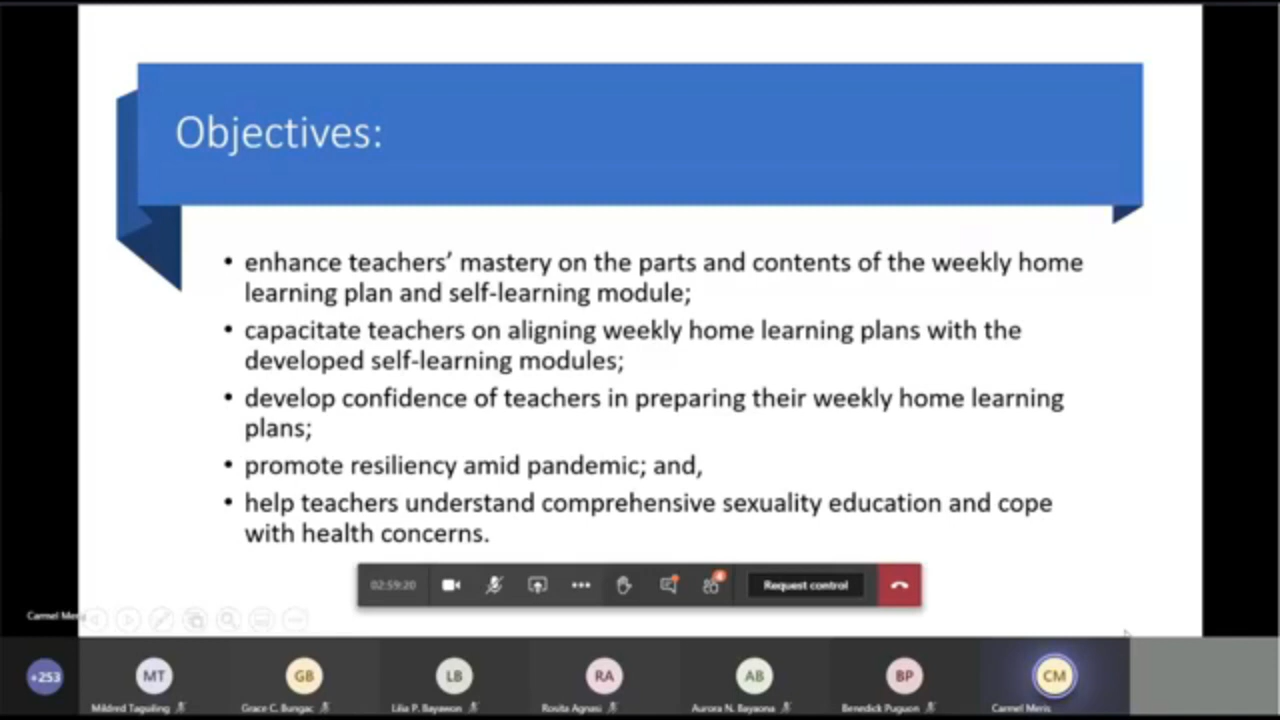 Objectives:
• enhance teachers’ mastery on the parts and contents of the weekly home
learning plan and self-learning module;
• capacitate teachers on aligning weekly home learning plans with the
developed self-learning modules;
• develop confidence of teachers in preparing their weekly home learning
plans;
• promote resiliency amid pandemic; and,
• help teachers understand comprehensive sexuality education and cope
with health concerns.
02:59:20
4
Request control
Carmel Meris
+253
MT
GB
LB
RA
AB
BP
CM
Mildred Taguiling
Grace C. Bungac
Lilia P. Bayawon
Rosita Agnasi
Aurora N. Bayaona
Benedick Puguon
Carmel Meris